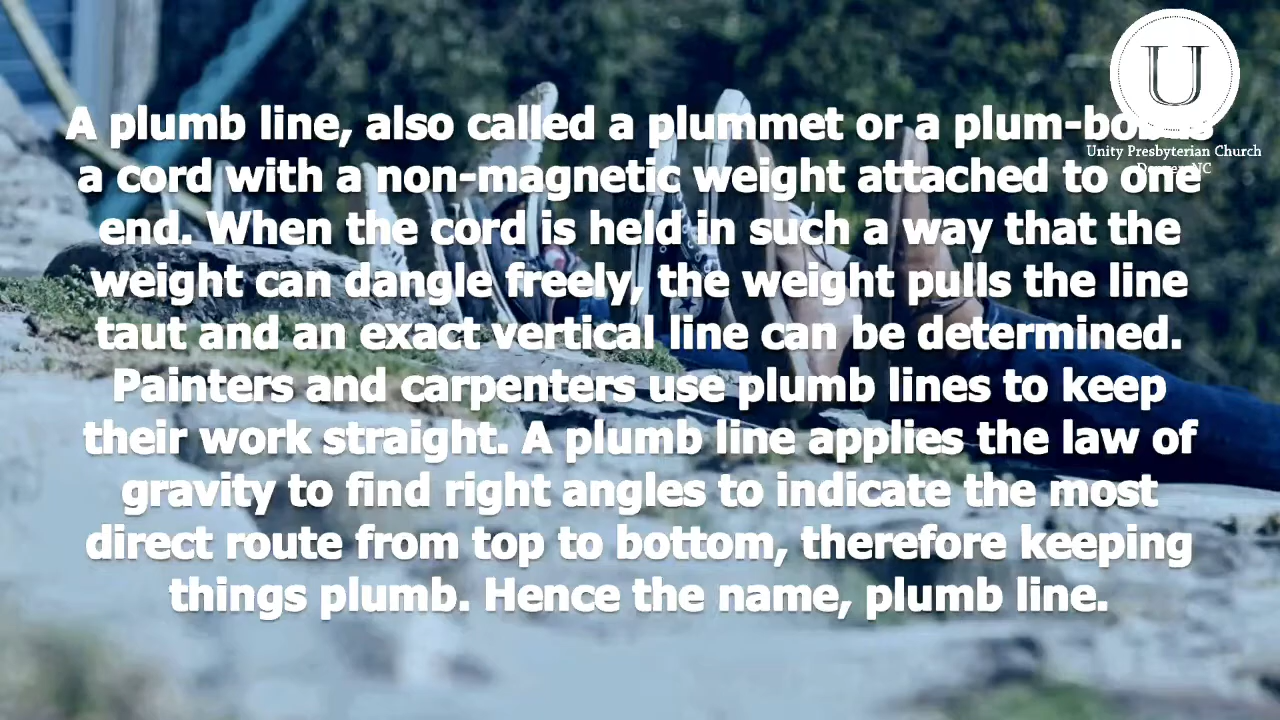 A plumb line, also called a plummet or a plum-bob is
a cord with a non-magnetic weight attached to one
end. When the cord is held in such a way that the
weight can dangle freely, the weight pulls the line
taut and an exact vertical line can be determined.
Painters and carpenters use plumb lines to keep
their work straight. A plumb line applies the law of
gravity to find right angles to indicate the most
direct route from top to bottom, therefore keeping
things plumb. Hence the name, plumb line.
U
Unity Presbyterian Church
NC